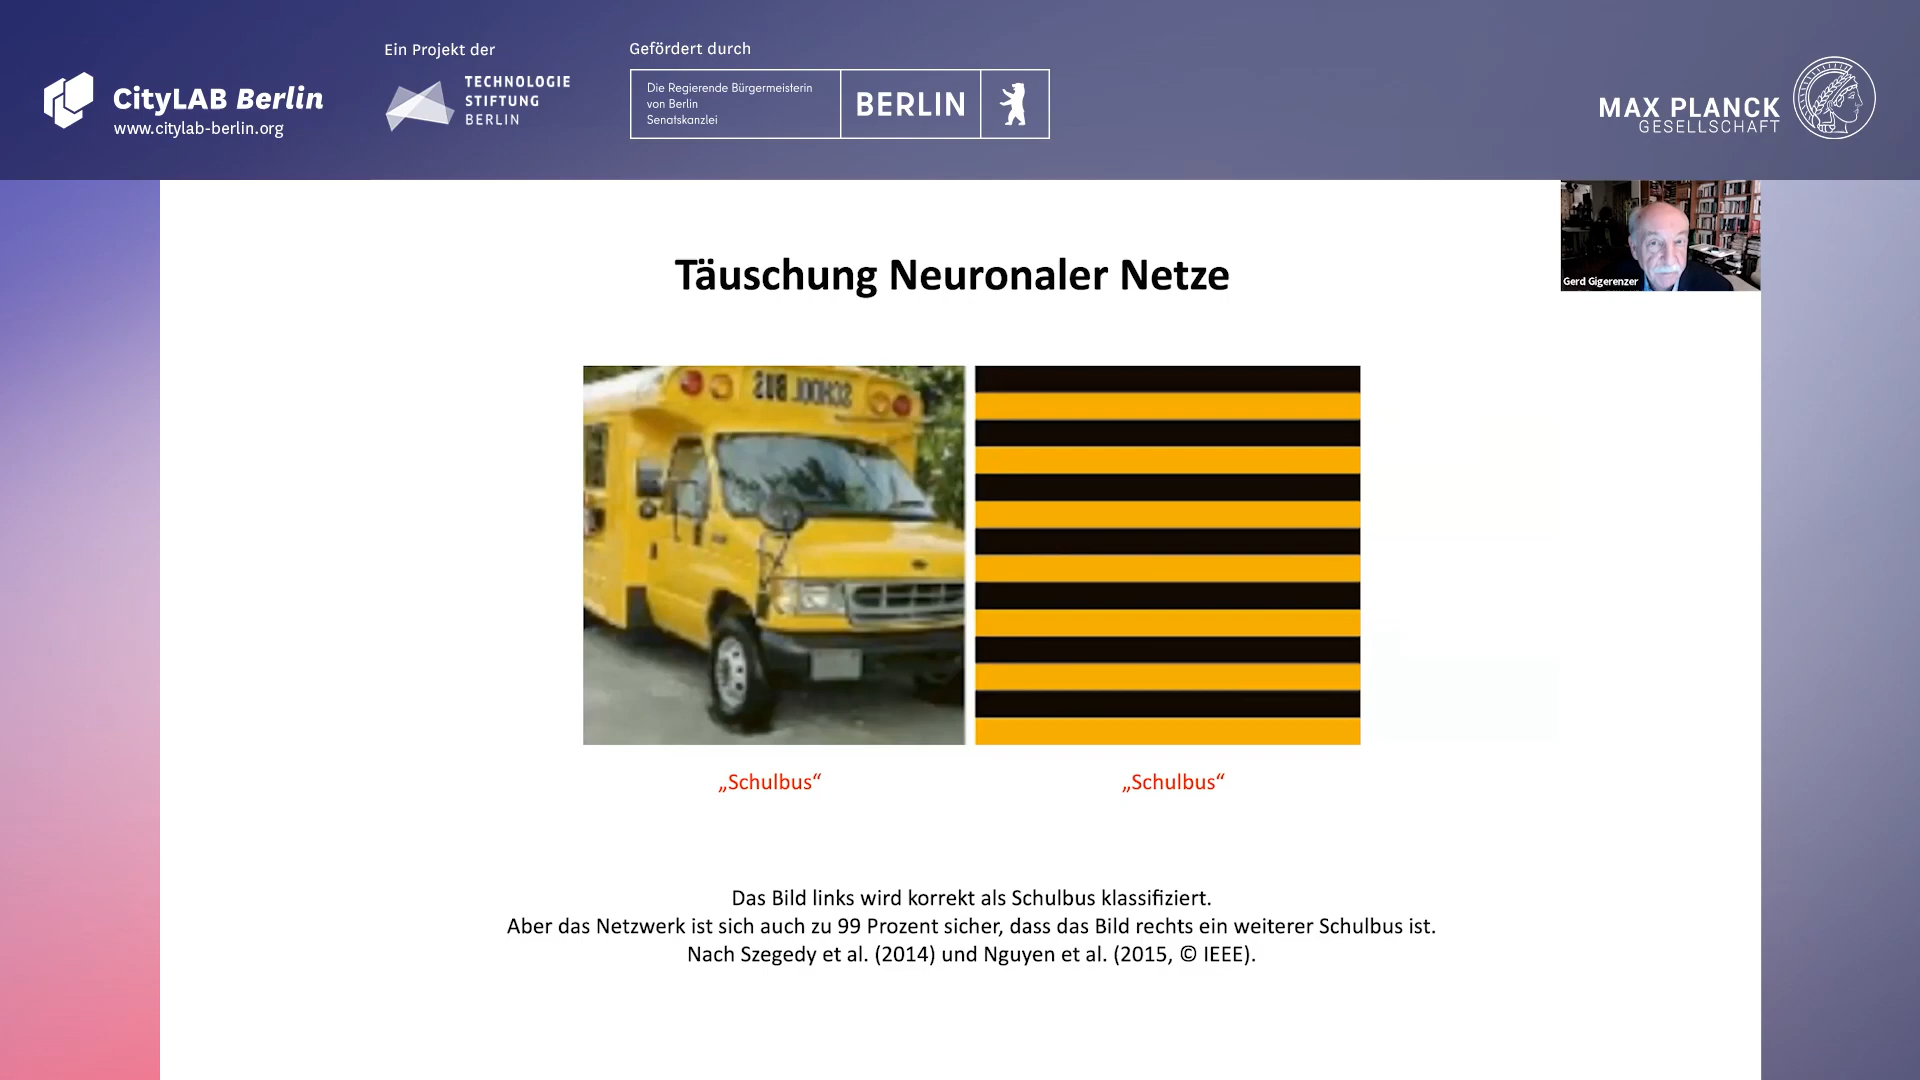 CityLAB Berlin
www.citylab-berlin.org
Ein Projekt der
TECHNOLOGIE
STIFTUNG
BERLIN
Gefördert durch
Die Regierende Bürgermeisterin
von Berlin
Senatskanzlei
BERLIN
MAX PLANCK
GESELLSCHAFT
Gerd Gigerenzer
Täuschung Neuronaler Netze
SCHOOL BUS
„Schulbus“
„Schulbus“
Das Bild links wird korrekt als Schulbus klassifiziert.
Aber das Netzwerk ist sich auch zu 99 Prozent sicher, dass das Bild rechts ein weiterer Schulbus ist.
Nach Szegedy et al. (2014) und Nguyen et al. (2015, © IEEE).